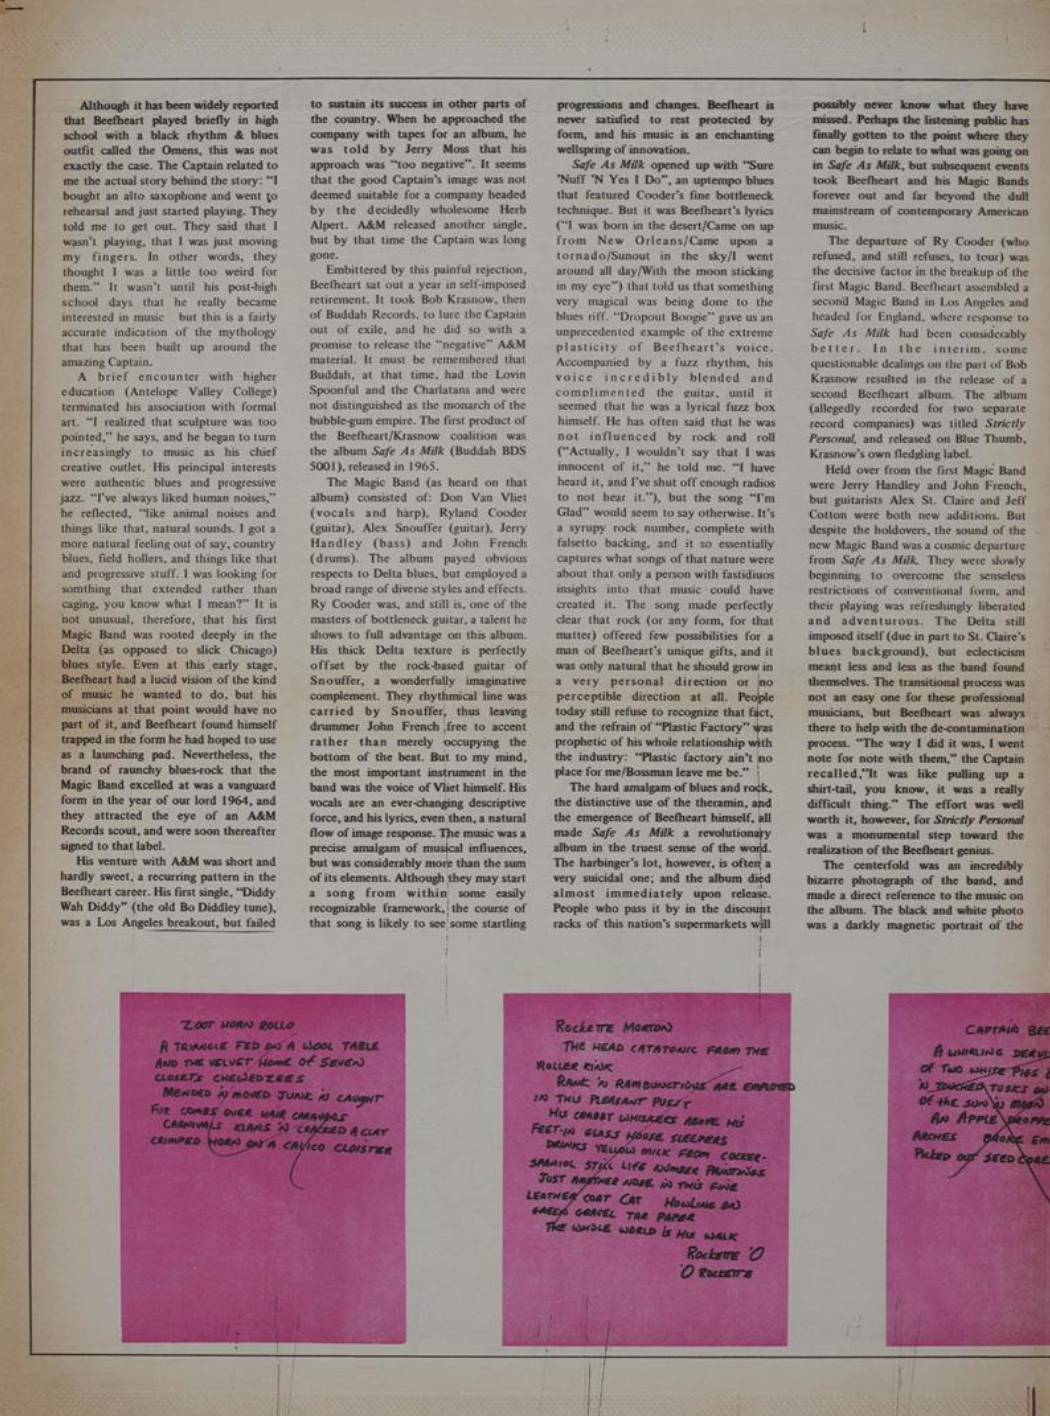 Although it has been widely reported
that Beefheart played briefly in high
school with a black rhythm & blues
outfit called the Omens, this was not
exactly the case. The Captain related to
me the actual story behind the story: "I
bought an alto saxophone and went to
rehearsal and just started playing. They
told me to get out. They said that I
wasn't playing, that I was just moving
my fingers. In other words, they
thought I was a little too weird for
them." It wasn't until his post-high
school days that he really became
interested in music but this is a fairly
accurate indication of the mythology
that has been built up around the
amazing Captain.
A brief encounter with higher
education (Antelope Valley College)
terminated his association with formal
art. "I realized that sculpture was too
pointed," he says, and he began to turn
increasingly to music as his chief
creative outlet. His principal interests
were authentic blues and progressive
jazz. "I've always liked human noises,"
he reflected, "like animal noises and
things like that, natural sounds. I got a
more natural feeling out of say, country
blues, field hollers, and things like that
and progressive stuff. I was looking for
somthing that extended rather than
caging, you know what I mean?" It is
not unusual, therefore, that his first
Magic Band was rooted deeply in the
Delta (as opposed to slick Chicago)
blues style. Even at this early stage,
Beefheart had a lucid vision of the kind
of music he wanted to do, but his
musicians at that point would have no
part of it, and Beefheart found himself
trapped in the form he had hoped to use
as a launching pad. Nevertheless, the
brand of raunchy blues-rock that the
Magic Band excelled at was a vanguard
form in the year of our lord 1964, and
they attracted the eye of an A&M
Records scout, and were soon thereafter
signed to that label.
His venture with A&M was short and
hardly sweet, a recurring pattern in the
Beefheart career. His first single, "Diddy
Wah Diddy" (the old Bo Diddley tune),
was a Los Angeles breakout, but failed
to sustain its success in other parts of
the country. When he approached the
company with tapes for an album, he
was told by Jerry Moss that his
approach was "too negative". It seems
that the good Captain's image was not
deemed suitable for a company headed
by the decidedly wholesome Herb
Alpert. A&M released another single,
but by that time the Captain was long
gone.
Embittered by this painful rejection,
Beefheart sat out a year in self-imposed
retirement. It took Bob Krasnow, then
of Buddah Records, to lure the Captain
out of exile, and he did so with a
promise to release the "negative" A&M
material. It must be remembered that
Buddah, at that time, had the Lovin
Spoonful and the Charlatans and were
not distinguished as the monarch of the
bubble-gum empire. The first product of
the Beefheart/Krasnow coalition was
the album Safe As Milk (Buddah BDS
5001), released in 1965.
The Magic Band (as heard on that
album) consisted of: Don Van Vliet
(vocals and harp), Ryland Cooder
(guitar), Alex Snouffer (guitar), Jerry
Handley (bass) and John French
(drums). The album payed obvious
respects to Delta blues, but employed a
broad range of diverse styles and effects.
Ry Cooder was, and still is, one of the
masters of bottleneck guitar, a talent he
shows to full advantage on this album.
His thick Delta texture is perfectly
offset by the rock-based guitar of
Snouffer, a wonderfully imaginative
complement. They rhythmical line was
carried by Snouffer, thus leaving
drummer John French free to accent
rather than merely occupying the
bottom of the beat. But to my mind,
the most important instrument in the
band was the voice of Vliet himself. His
vocals are an ever-changing descriptive
force, and his lyrics, even then, a natural
flow of image response. The music was a
precise amalgam of musical influences,
but was considerably more than the sum
of its elements. Although they may start
a song from within some easily
recognizable framework, the course of
that song is likely to see some startling
progressions and changes. Beefheart is
never satisfied to rest protected by
form, and his music is an enchanting
wellspring of innovation.
Safe As Milk opened up with "Sure
'Nuff 'N Yes I Do", an uptempo blues
that featured Cooder's fine bottleneck
technique. But it was Beefheart's lyrics
("I was born in the desert/Came on up
from New Orleans/Came upon a
tornado/Sunout in the sky/I went
around all day/With the moon sticking
in my eye") that told us that something
very magical was being done to the
blues riff. "Dropout Boogie" gave us an
unprecedented example of the extreme
plasticity of Beefheart's voice.
Accompanied by a fuzz rhythm, his
voice incredibly blended and
complimented the guitar, until it
seemed that he was a lyrical fuzz box
himself. He has often said that he was
not influenced by rock and roll
("Actually, I wouldn't say that I was
innocent of it," he told me. "I have
heard it, and I've shut off enough radios
to not hear it."), but the song "I'm
Glad" would seem to say otherwise. It's
a syrupy rock number, complete with
falsetto backing, and it so essentially
captures what songs of that nature were
about that only a person with fastidiuos
insights into that music could have
created it. The song made perfectly
clear that rock (or any form, for that
matter) offered few possibilities for a
man of Beefheart's unique gifts, and it
was only natural that he should grow in
a very personal direction or no
perceptible direction at all. People
today still refuse to recognize that fact,
and the refrain of "Plastic Factory" was
prophetic of his whole relationship with
the industry: "Plastic factory ain't no
place for me/Bossman leave me be."
The hard amalgam of blues and rock,
the distinctive use of the theramin, and
the emergence of Beefheart himself, all
made Safe As Milk a revolutionary
album in the truest sense of the word.
The harbinger's lot, however, is often a
very suicidal one; and the album died
almost immediately upon release.
People who pass it by in the discount
racks of this nation's supermarkets will
possibly never know what they have
missed. Perhaps the listening public has
finally gotten to the point where they
can begin to relate to what was going on
in Safe As Milk, but subsequent events
took Beefheart and his Magic Bands
forever out and far beyond the dull
mainstream of contemporary American
music.
The departure of Ry Cooder (who
refused, and still refuses, to tour) was
the decisive factor in the breakup of the
first Magic Band. Beefheart assembled a
second Magic Band in Los Angeles and
headed for England, where response to
Safe As Milk had been considerably
better. In the interim, some
questionable dealings on the part of Bob
Krasnow resulted in the release of a
second Beefheart album. The album
(allegedly recorded for two separate
record companies) was titled Strictly
Personal, and released on Blue Thumb,
Krasnow's own fledgling label.
Held over from the first Magic Band
were Jerry Handley and John French,
but guitarists Alex St. Claire and Jeff
Cotton were both new additions. But
despite the holdovers, the sound of the
new Magic Band was a cosmic departure
from Safe As Milk. They were slowly
beginning to overcome the senseless
restrictions of conventional form, and
their playing was refreshingly liberated
and adventurous. The Delta still
imposed itself (due in part to St. Claire's
blues background), but eclecticism
meant less and less as the band found
themselves. The transitional process was
not an easy one for these professional
musicians, but Beefheart was always
there to help with the de-contamination
process. "The way I did it was, I went
note for note with them," the Captain
recalled,"It was like pulling up a
shirt-tail, you know, it was a really
difficult thing." The effort was well
worth it, however, for Strictly Personal
was a monumental step toward the
realization of the Beefheart genius.
The centerfold was an incredibly
bizarre photograph of the band, and
made a direct reference to the music on
the album. The black and white photo
was a darkly magnetic portrait of the
ZOOT HORN ROLLO
A TRIANGLE FED ON A WOOL TABLE
AND THE VELVET HOME OF SEVEN
CLOSETS CHEWEDZEES
MENDED N MOVED JUNK N CAUGHT
FUR COMBS OVER HAIR CARAVANS
CARNIVALS KLANS N CRACKED A CLAY
CRIMPED HORN ON A CALICO CLOISTER
ROCKETTE MORTON
THE HEAD CATATONIC FROM THE
ROLLER RINK
RANK 'N RAMBUNCTIOUS ARE EMPLOYED
IN THIS PLEASANT PUSSY
HIS CRABBY WHISKERS ABOVE HIS
FEET-IN GLASS HOUSE SLEEPERS
DRINKS YELLOW MILK FROM COCKER-
SPANIOL STILL LIFE NUMBER PAINTINGS
JUST ANOTHER NOSE IN THIS FINE
LEATHER COAT CAT HOWLING ON
GREEN GRAVEL TAR PAPER
THE WHOLE WORLD IS HIS WALK
ROCKETTE 'O
'O ROCKETTE
CAPTAIN BEE
A WHIRLING DERVI
OF TWO WHITE PIGS
'N TOUCHED TUSKS ON
OF THE SUN 'N MOON
AN APPLE DROPPE
ARCHES BROKE EM
PICKED OUT SEED CORE